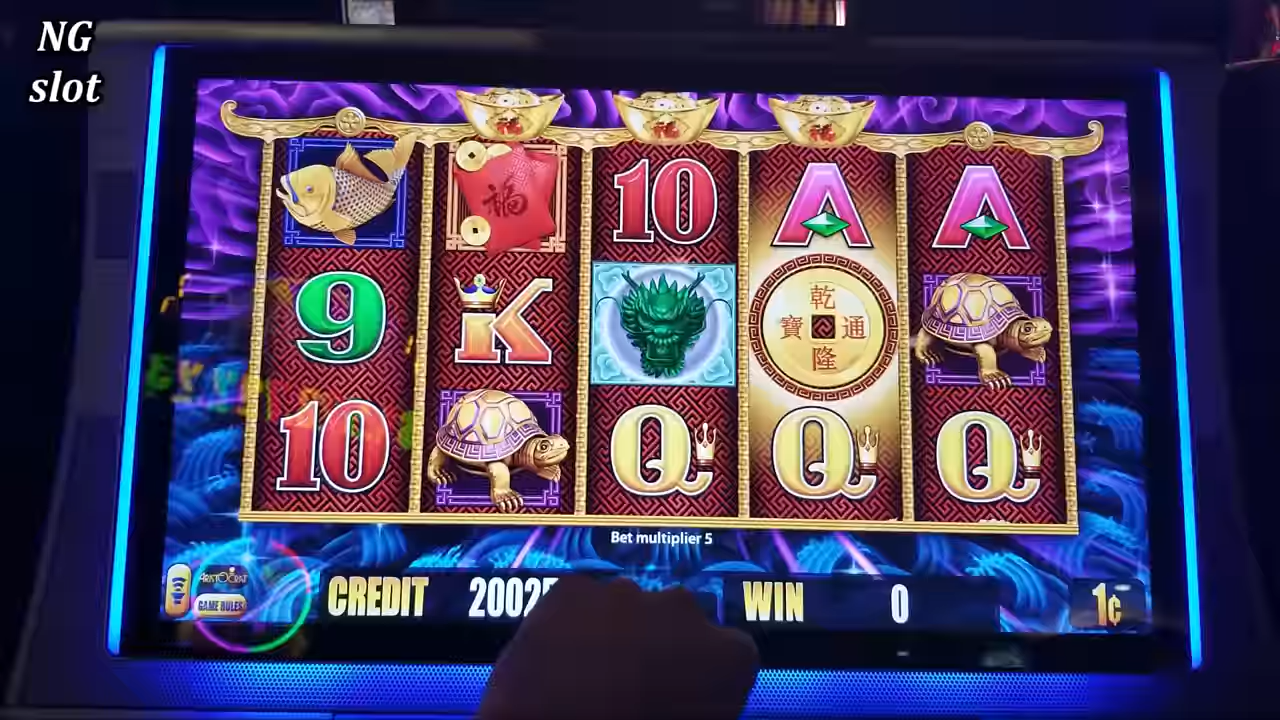 NG
slot
福
10
A
A
9
K
乾
寶 通
隆
10
Q
Q
Q
Bet multiplier 5
ARISTOCRAT
GAME RULES
CREDIT 20025
WIN 0
1¢